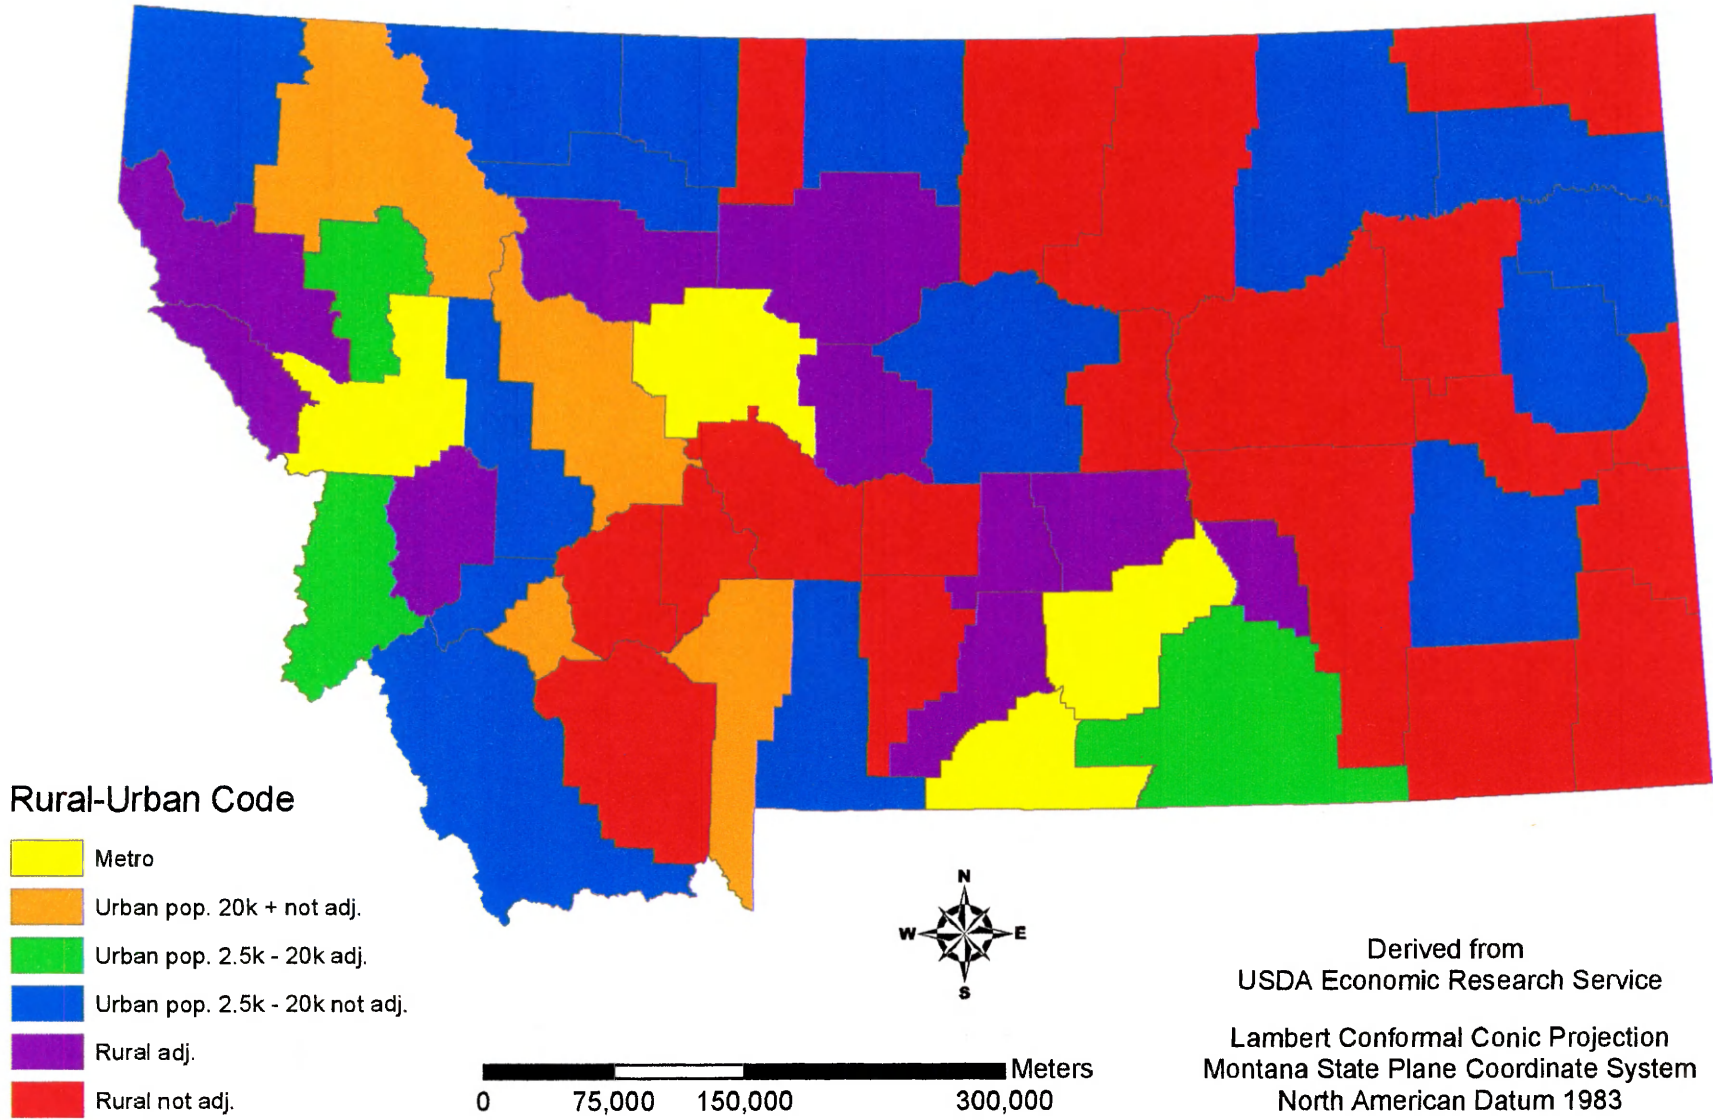 Rural-Urban Code
Metro
Urban pop. 20k + not adj.
Urban pop. 2.5k - 20k adj.
Urban pop. 2.5k - 20k not adj.
Rural adj.
Rural not adj.
N
W E
S
Meters
0 75,000 150,000 300,000
Derived from
USDA Economic Research Service
Lambert Conformal Conic Projection
Montana State Plane Coordinate System
North American Datum 1983